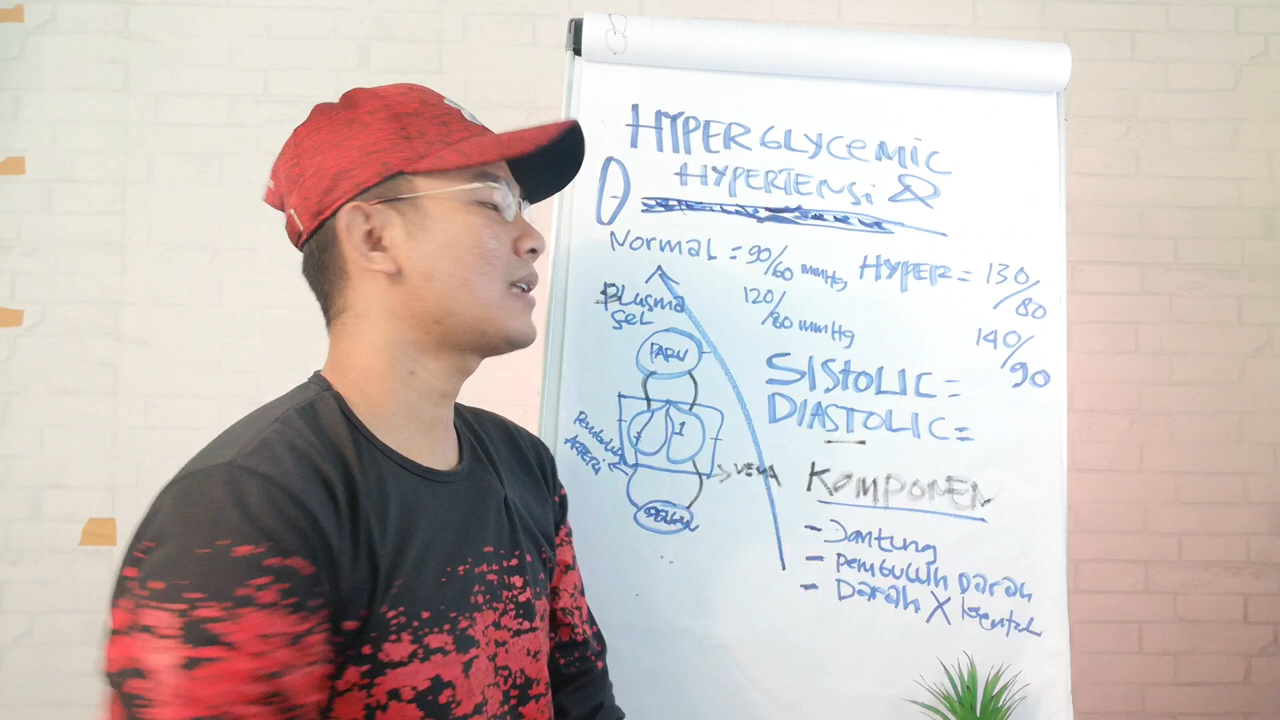 HYPERGLYCEMIC
HYPERTENSi &
Normal = 90/60 mmHg
120/80 mmHg
HYPER = 130/80
140/90
Plasma
Sel
PARU
Pembuluh
ARTERi
VENA
SiStOLiC =
DiASTOLiC =
KOMPONEN
- Jantung
- Pembuluh Darah
- Darah X kental